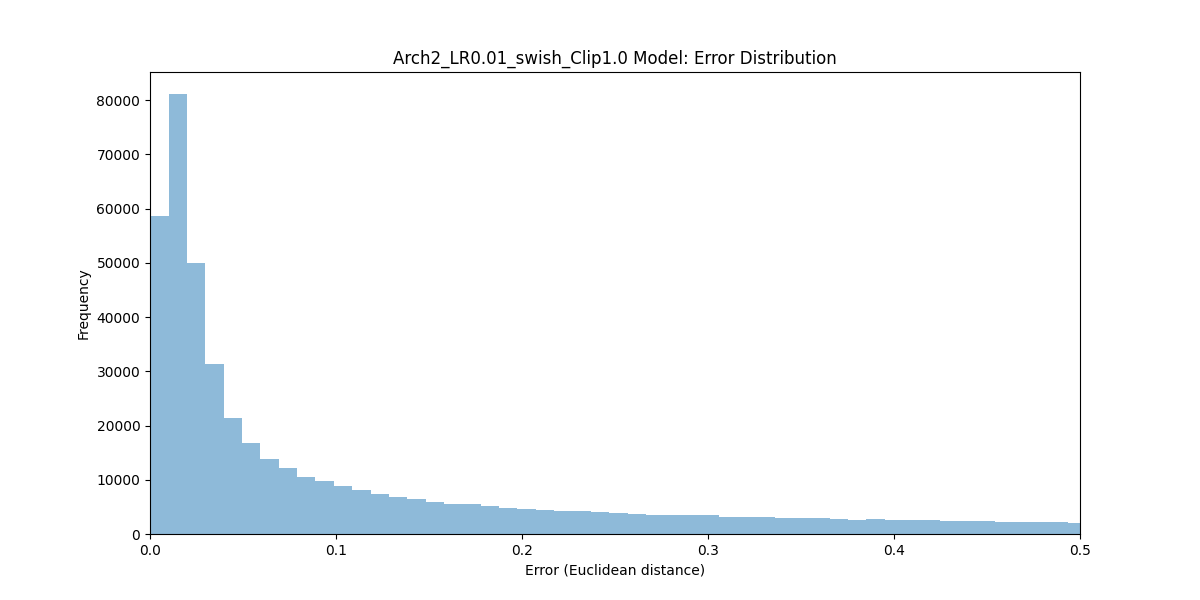 Arch2_LR0.01_swish_Clip1.0 Model: Error Distribution
80000
70000
60000
50000
40000
30000
20000
10000
0
Frequency
0.0 0.1 0.2 0.3 0.4 0.5
Error (Euclidean distance)